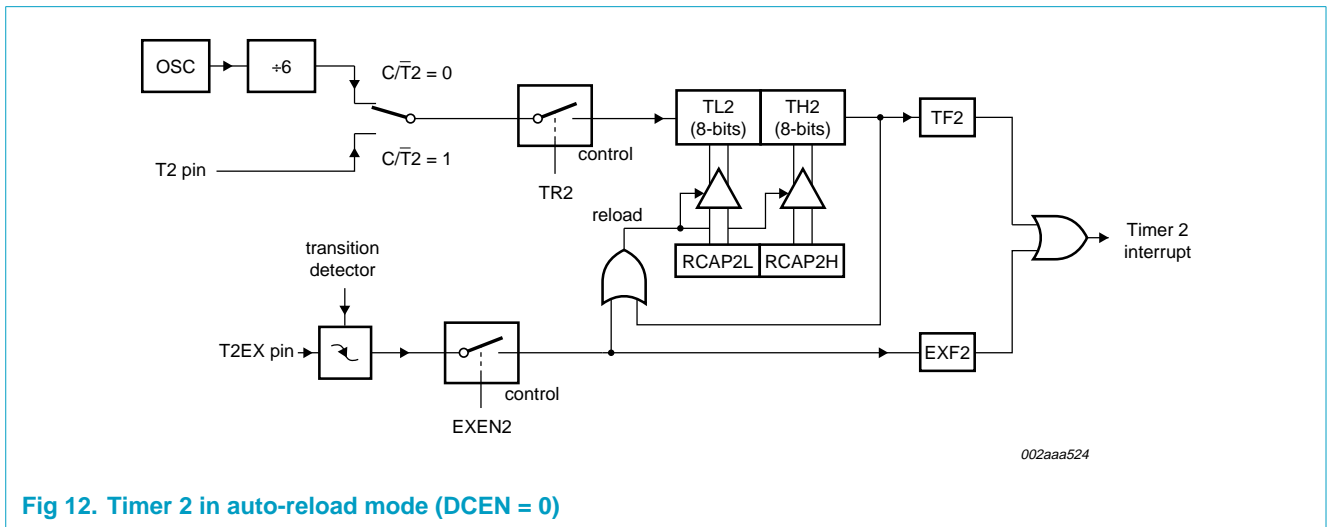 OSC
÷6
C/T̅2 = 0
T2 pin
C/T̅2 = 1
control
TR2
TL2
(8-bits)
TH2
(8-bits)
TF2
reload
RCAP2L
RCAP2H
Timer 2
interrupt
transition
detector
T2EX pin
control
EXEN2
EXF2
002aaa524
Fig 12. Timer 2 in auto-reload mode (DCEN = 0)